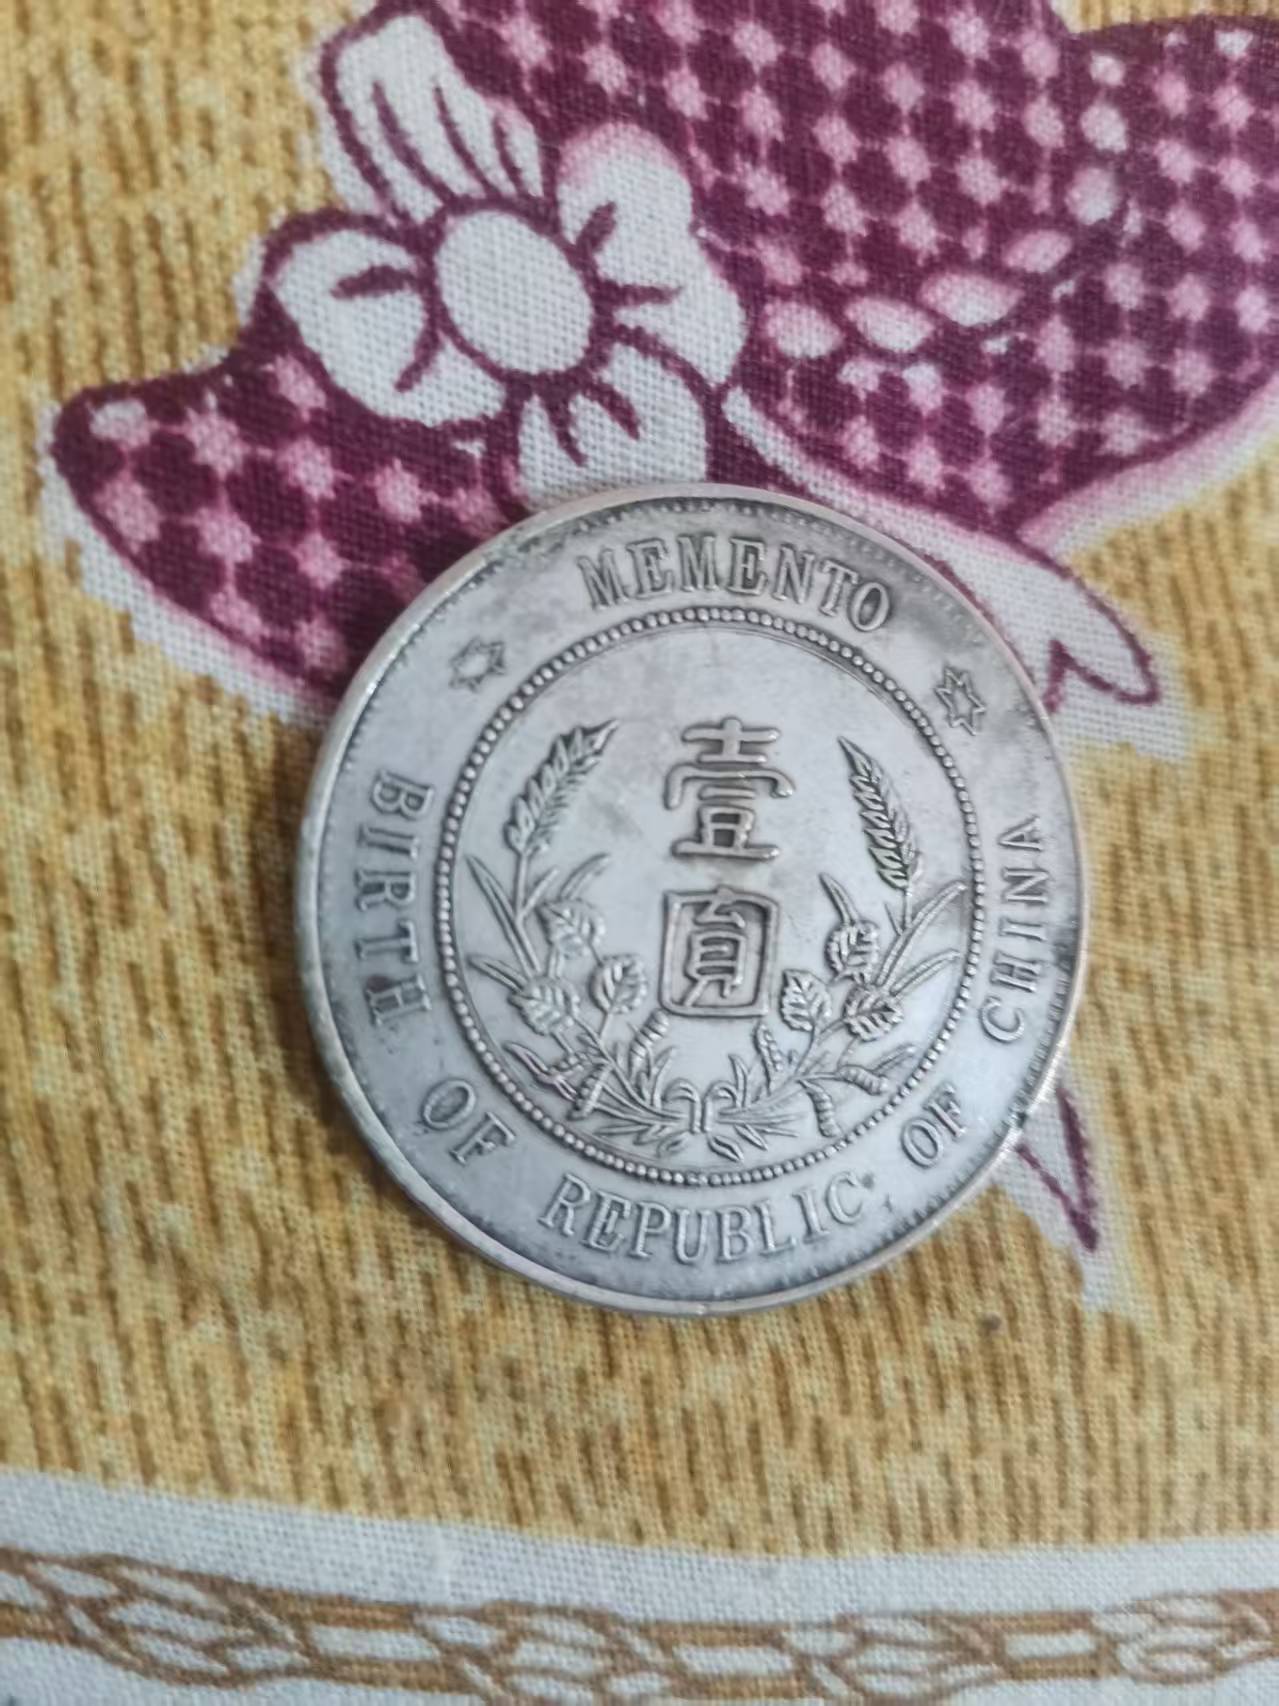 MEMENTO
壹
圓
BIRTH OF REPUBLIC OF CHINA